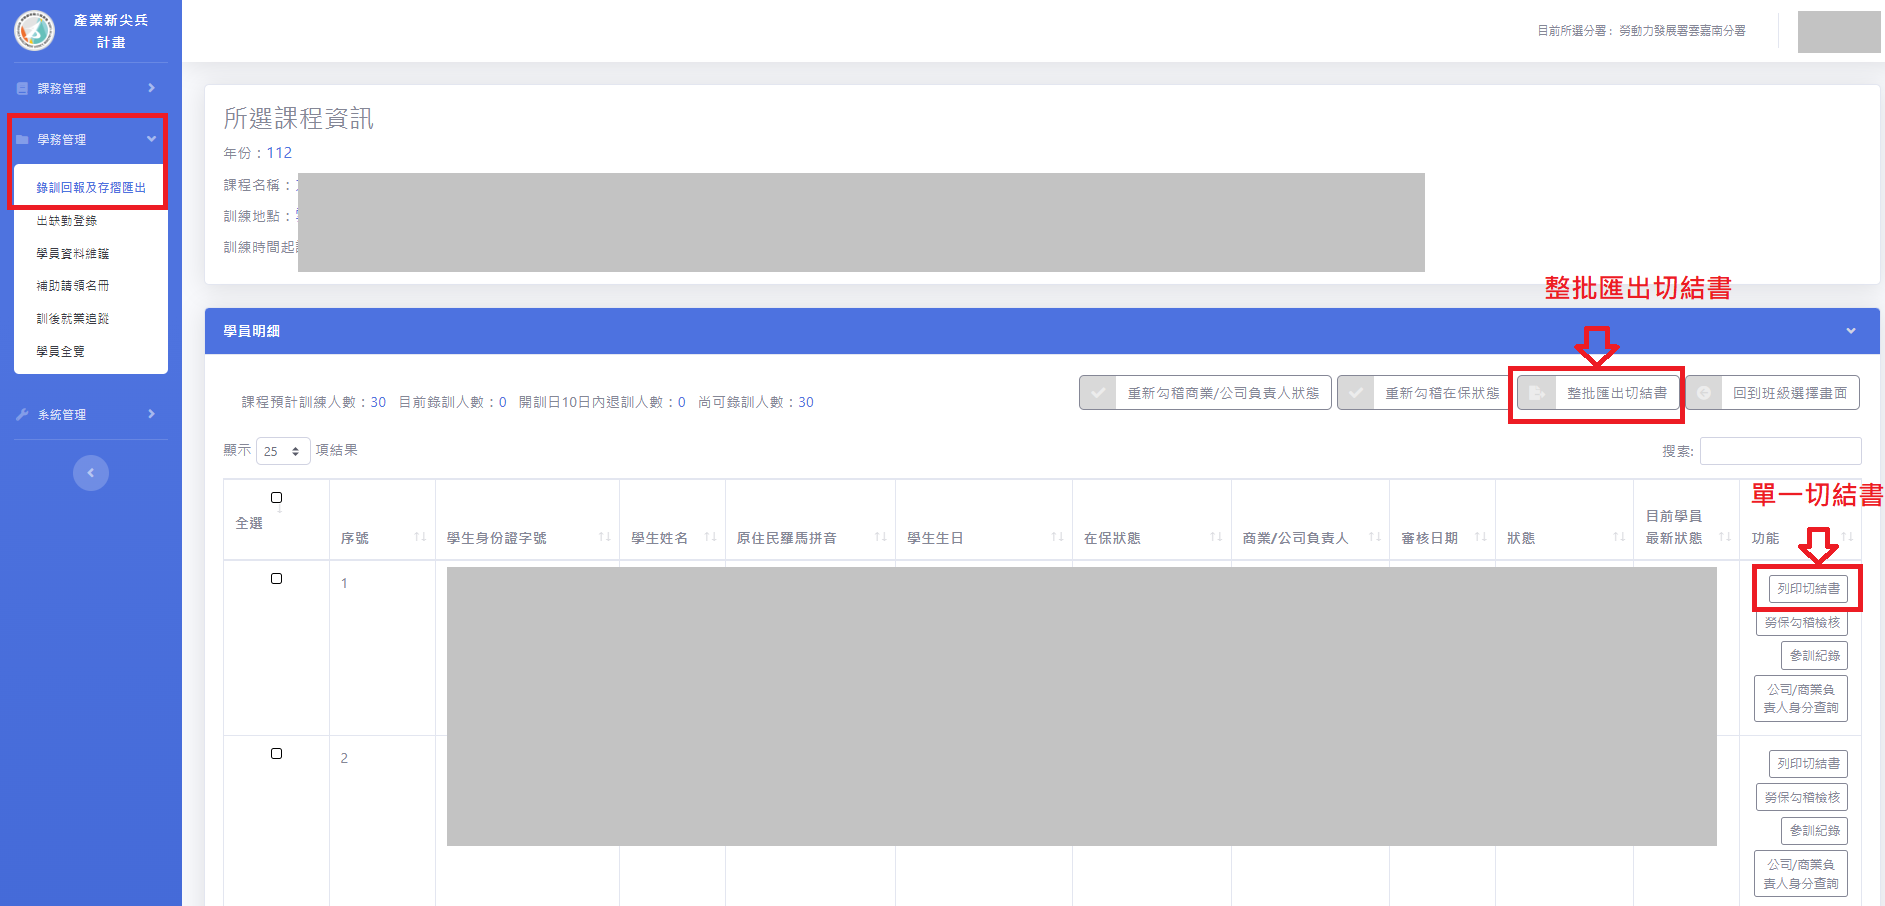 產業新尖兵
計畫
目前所選分署： 勞動力發展署雲嘉南分署
課務管理
學務管理
錄訓回報及存摺匯出
出缺勤登錄
學員資料維護
補助請領名冊
訓後就業追蹤
學員全覽
系統管理
所選課程資訊
年份：112
課程名稱：
訓練地點：
訓練時間起
整批匯出切結書
學員明細
課程預計訓練人數：30 目前錄訓人數：0 開訓日10日內退訓人數：0 尚可錄訓人數：30
重新勾稽商業/公司負責人狀態
重新勾稽在保狀態
整批匯出切結書
回到班級選擇畫面
顯示 25 項結果
搜索:
單一切結書
全選
序號
學生身份證字號
學生姓名
原住民羅馬拼音
學生生日
在保狀態
商業/公司負責人
審核日期
狀態
目前學員
最新狀態
功能
1
列印切結書
勞保勾稽檢核
參訓紀錄
公司/商業負
責人身分查詢
2
列印切結書
勞保勾稽檢核
參訓紀錄
公司/商業負
責人身分查詢